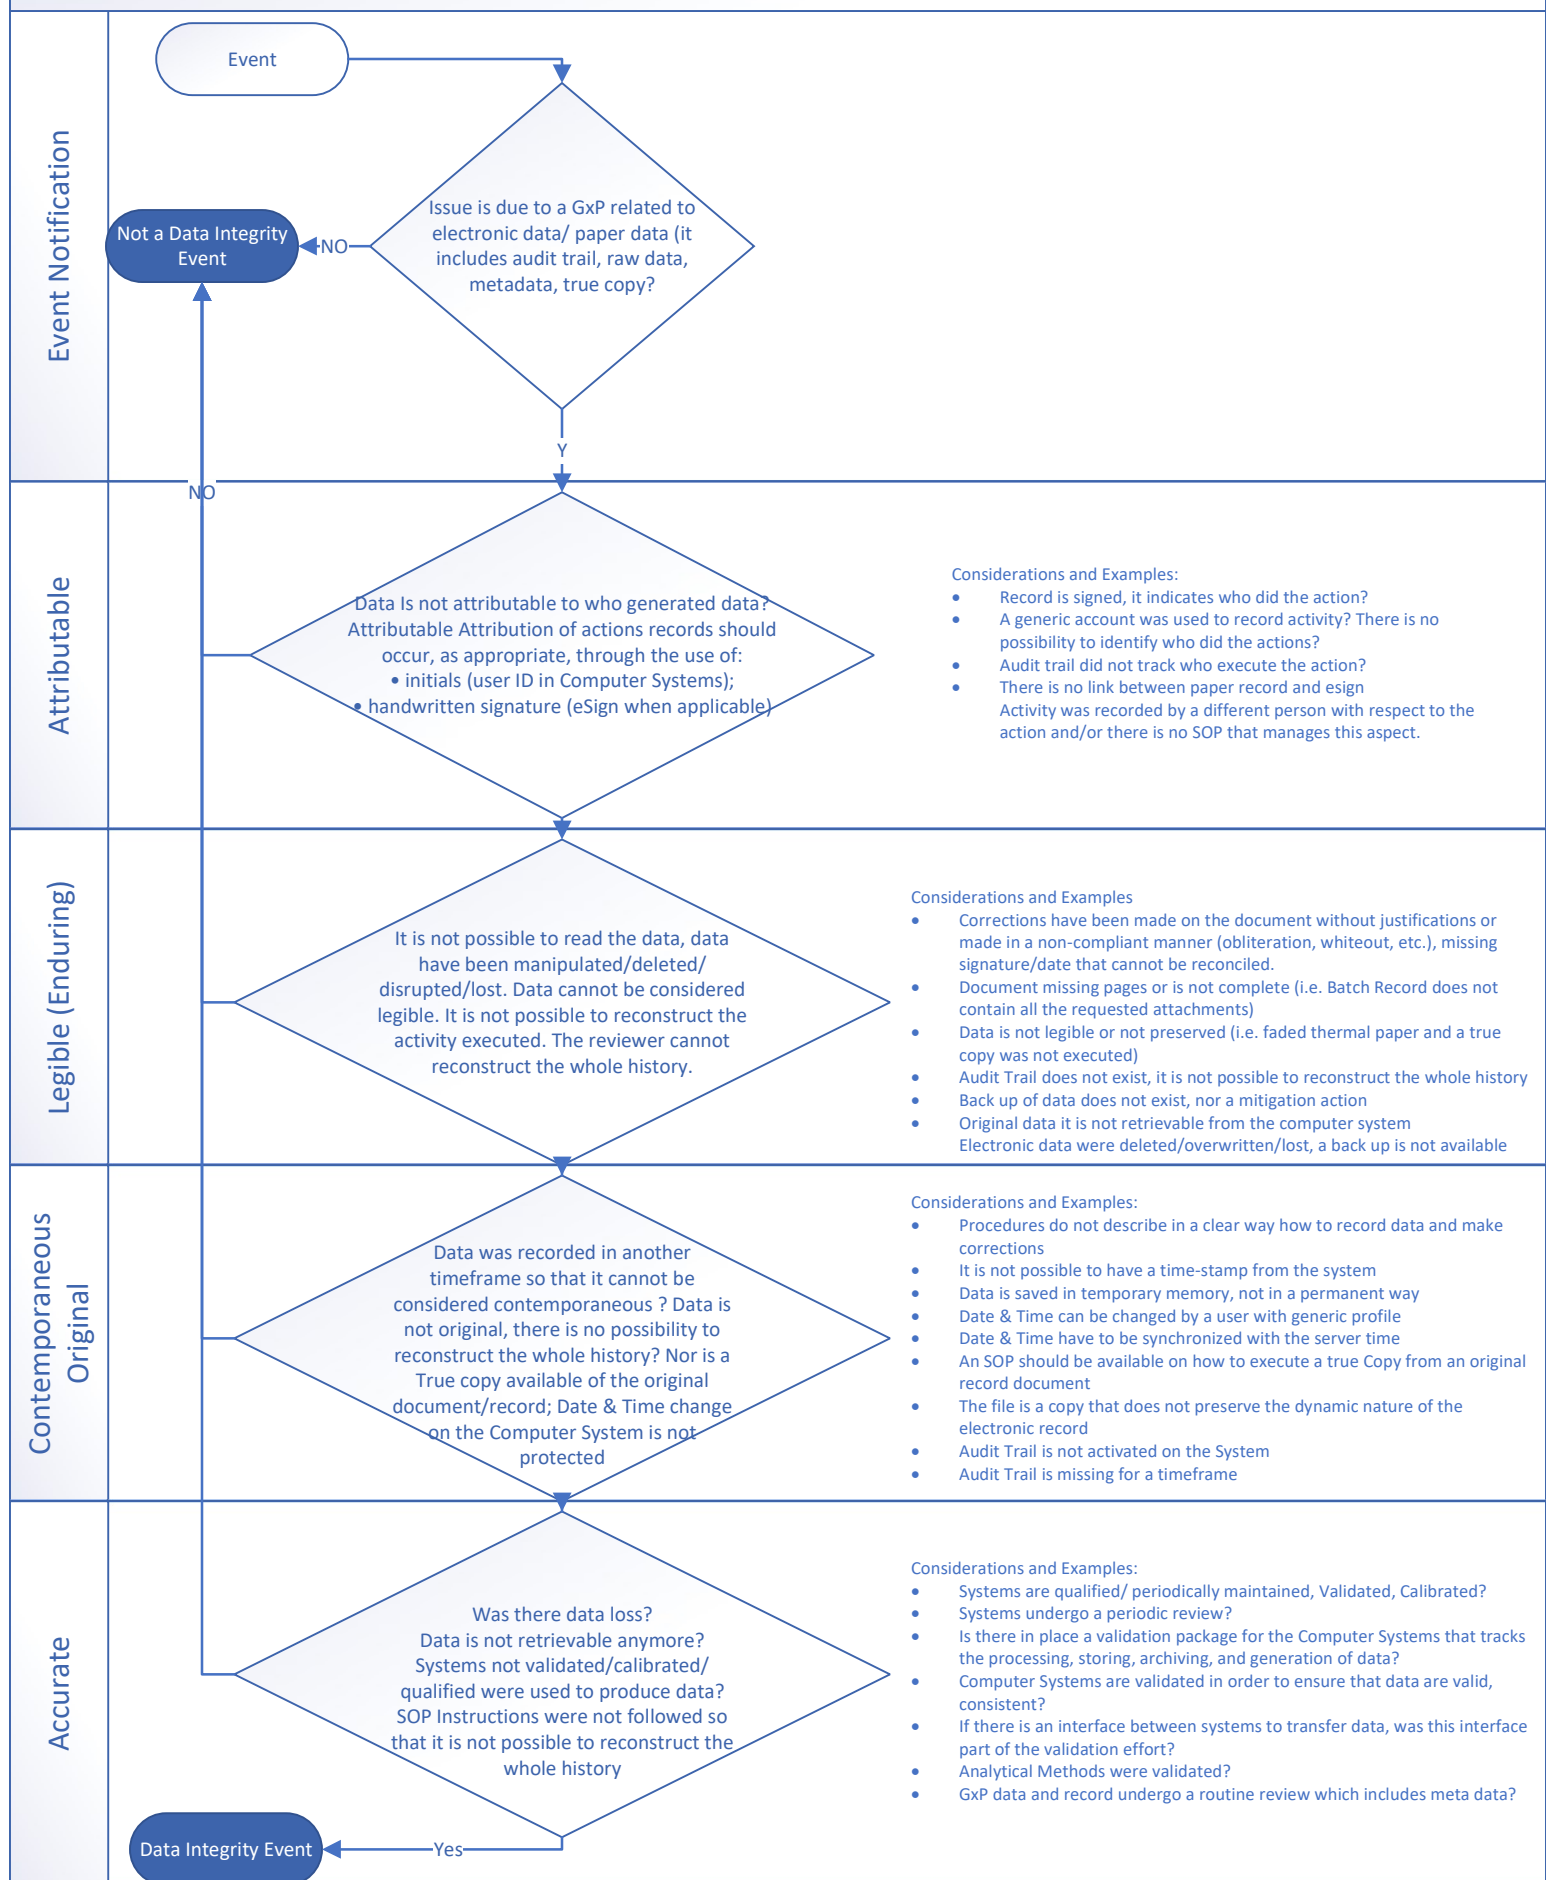 Event Notification
Event
Issue is due to a GxP related to
electronic data/ paper data (it
includes audit trail, raw data,
metadata, true copy?
NO
Not a Data Integrity
Event
Y
NO
Attributable
Data Is not attributable to who generated data?
Attributable Attribution of actions records should
occur, as appropriate, through the use of:
• initials (user ID in Computer Systems);
• handwritten signature (eSign when applicable)
Considerations and Examples:
• Record is signed, it indicates who did the action?
• A generic account was used to record activity? There is no
possibility to identify who did the actions?
• Audit trail did not track who execute the action?
• There is no link between paper record and esign
Activity was recorded by a different person with respect to the
action and/or there is no SOP that manages this aspect.
Legible (Enduring)
It is not possible to read the data, data
have been manipulated/deleted/
disrupted/lost. Data cannot be considered
legible. It is not possible to reconstruct the
activity executed. The reviewer cannot
reconstruct the whole history.
Considerations and Examples
• Corrections have been made on the document without justifications or
made in a non-compliant manner (obliteration, whiteout, etc.), missing
signature/date that cannot be reconciled.
• Document missing pages or is not complete (i.e. Batch Record does not
contain all the requested attachments)
• Data is not legible or not preserved (i.e. faded thermal paper and a true
copy was not executed)
• Audit Trail does not exist, it is not possible to reconstruct the whole history
• Back up of data does not exist, nor a mitigation action
• Original data it is not retrievable from the computer system
Electronic data were deleted/overwritten/lost, a back up is not available
Contemporaneous
Original
Data was recorded in another
timeframe so that it cannot be
considered contemporaneous ? Data is
not original, there is no possibility to
reconstruct the whole history? Nor is a
True copy available of the original
document/record; Date & Time change
on the Computer System is not
protected
Considerations and Examples:
• Procedures do not describe in a clear way how to record data and make
corrections
• It is not possible to have a time-stamp from the system
• Data is saved in temporary memory, not in a permanent way
• Date & Time can be changed by a user with generic profile
• Date & Time have to be synchronized with the server time
• An SOP should be available on how to execute a true Copy from an original
record document
• The file is a copy that does not preserve the dynamic nature of the
electronic record
• Audit Trail is not activated on the System
• Audit Trail is missing for a timeframe
Accurate
Was there data loss?
Data is not retrievable anymore?
Systems not validated/calibrated/
qualified were used to produce data?
SOP Instructions were not followed so
that it is not possible to reconstruct the
whole history
Considerations and Examples:
• Systems are qualified/ periodically maintained, Validated, Calibrated?
• Systems undergo a periodic review?
• Is there in place a validation package for the Computer Systems that tracks
the processing, storing, archiving, and generation of data?
• Computer Systems are validated in order to ensure that data are valid,
consistent?
• If there is an interface between systems to transfer data, was this interface
part of the validation effort?
• Analytical Methods were validated?
• GxP data and record undergo a routine review which includes meta data?
Data Integrity Event
Yes